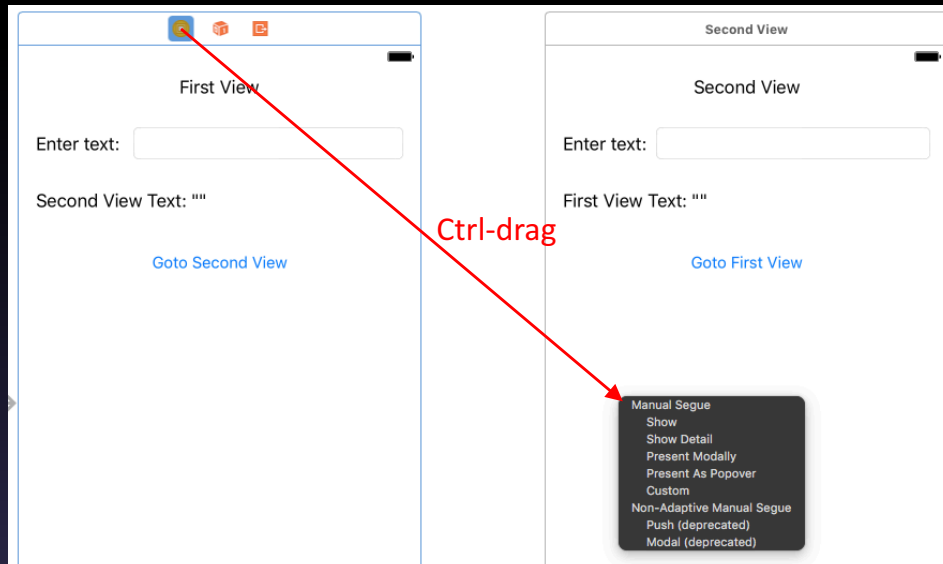 First View
Enter text:
Second View Text: ""
Goto Second View
Ctrl-drag
Second View
Second View
Enter text:
First View Text: ""
Goto First View
Manual Segue
Show
Show Detail
Present Modally
Present As Popover
Custom
Non-Adaptive Manual Segue
Push (deprecated)
Modal (deprecated)